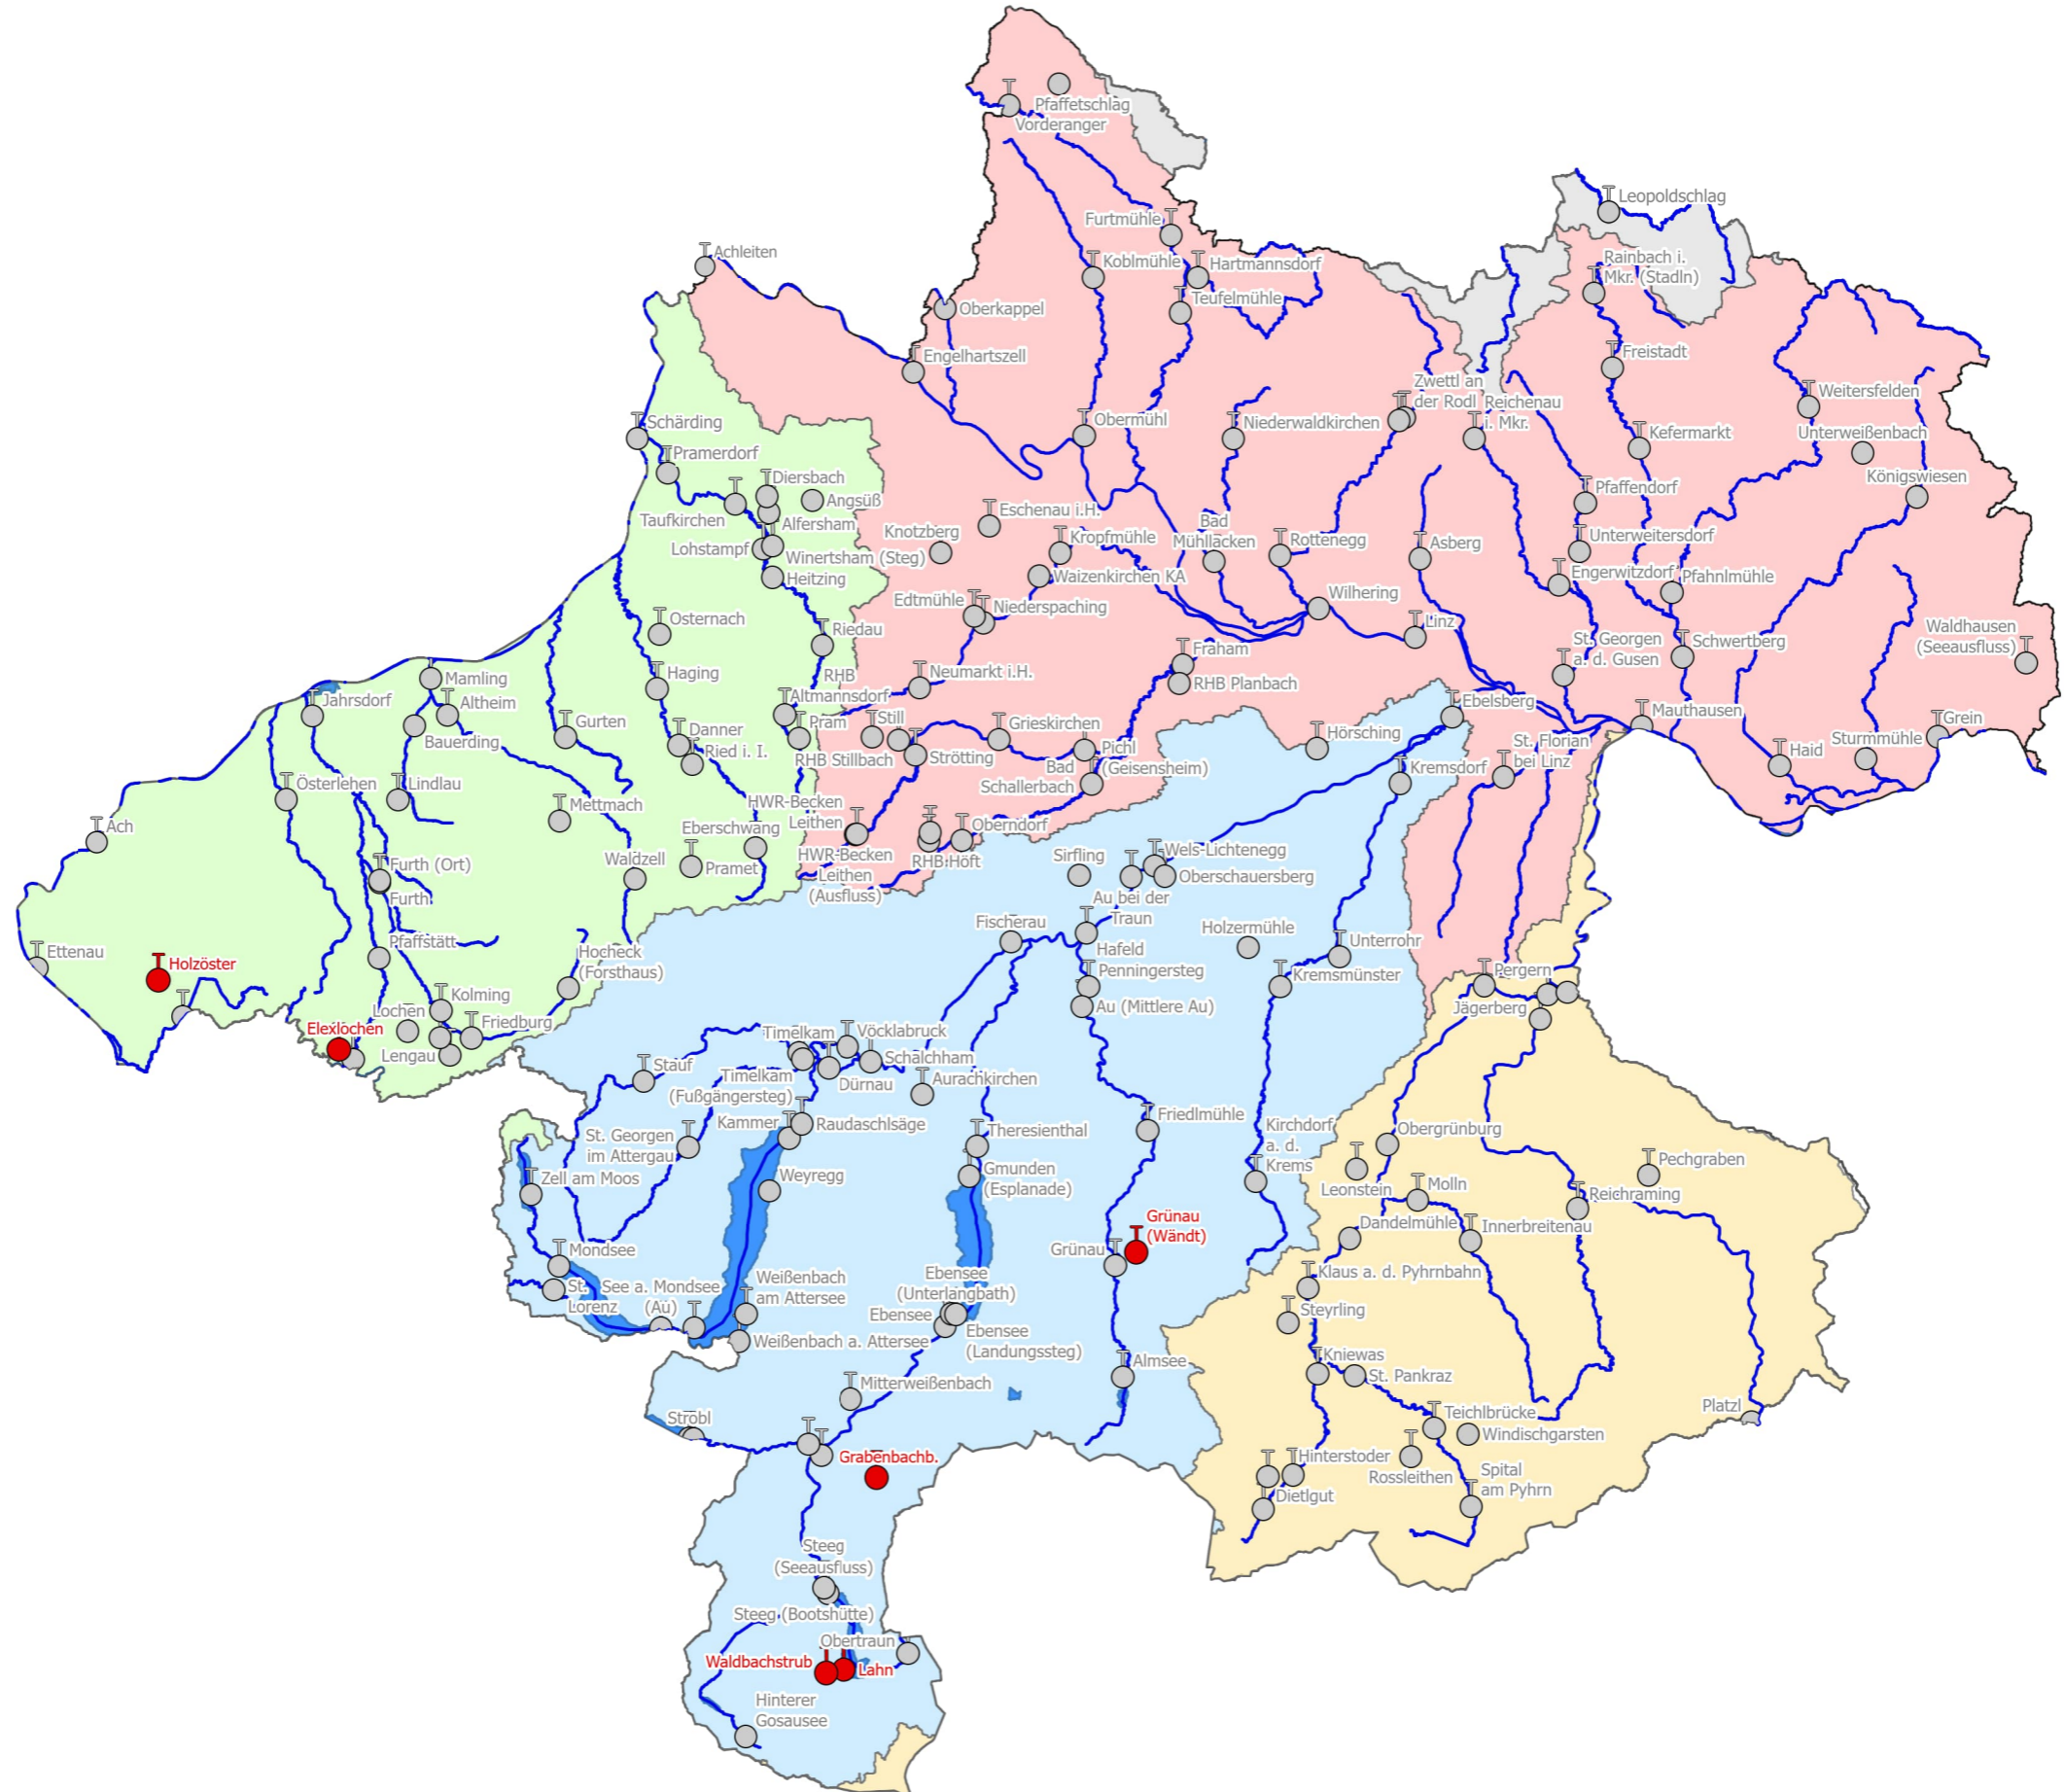 Pfaffetschlag
Vorderanger
Leopoldschlag
Furtmühle
Achleiten
Koblmühle
Hartmannsdorf
Rainbach i.
Mkr. (Stadln)
Teufelmühle
Oberkappel
Engelhartszell
Freistadt
Zwettl an
der Rodl
Reichenau
i. Mkr.
Weitersfelden
Schärding
Obermühl
Niederwaldkirchen
Kefermarkt
Unterweißenbach
Pramerdorf
Diersbach
Angsüß
Königswiesen
Pfaffendorf
Taufkirchen
Alfersham
Eschenau i.H.
Knotzberg
Kropfmühle
Bad
Mühllacken
Rottenegg
Asberg
Unterweitersdorf
Lohstampf
Winertsham (Steg)
Heitzing
Waizenkirchen KA
Engerwitzdorf
Pfahnlmühle
Edtmühle
Niederspaching
Wilhering
Osternach
Riedau
Linz
St. Georgen
a. d. Gusen
Schwertberg
Waldhausen
(Seeausfluss)
Fraham
Haging
RHB
Altmannsdorf
Neumarkt i.H.
RHB Planbach
Mamling
Jahrsdorf
Altheim
Ebelsberg
Mauthausen
Gurten
Danner
Pram
Still
Grieskirchen
Hörsching
Grein
Bauerding
Ried i. I.
RHB Stillbach
Strötting
Pichl
(Geisensheim)
Bad
Schallerbach
St. Florian
bei Linz
Haid
Sturmmühle
Kremsdorf
Österlehen
Lindlau
Mettmach
HWR-Becken
Leithen
Ach
Eberschwang
Oberndorf
Furth (Ort)
Furth
Waldzell
Pramet
HWR-Becken
Leithen
(Ausfluss)
RHB Höft
Sirfling
Wels-Lichtenegg
Oberschauersberg
Au bei der
Traun
Fischerau
Hafeld
Holzermühle
Unterrohr
Ettenau
Holzöster
Pfaffstätt
Hocheck
(Forsthaus)
Penningersteg
Kremsmünster
Pergern
Au (Mittlere Au)
Jägerberg
Kolming
Lochen
Friedburg
Elexlochen
Lengau
Timelkam
Vöcklabruck
Schalchham
Stauf
Timelkam
(Fußgängersteg)
Dürnau
Aurachkirchen
Kammer
Raudaschlsäge
Friedlmühle
St. Georgen
im Attergau
Theresienthal
Kirchdorf
a. d.
Krems
Obergrünburg
Pechgraben
Zell am Moos
Weyregg
Gmunden
(Esplanade)
Leonstein
Molln
Reichraming
Grünau
(Wändt)
Dandelmühle
Innerbreitenau
Mondsee
Grünau
St.
Lorenz
See a. Mondsee
(Au)
Weißenbach
am Attersee
Ebensee
(Unterlangbath)
Klaus a. d. Pyhrnbahn
Ebensee
Steyrling
Weißenbach a. Attersee
Ebensee
(Landungssteg)
Almsee
Kniewas
St. Pankraz
Mitterweißenbach
Strobl
Teichlbrücke
Platzl
Windischgarsten
Grabenbachb.
Hinterstoder
Rossleithen
Spital
am Pyhrn
Dietlgut
Steeg
(Seeausfluss)
Steeg (Bootshütte)
Obertraun
Waldbachstrub
Lahn
Hinterer
Gosausee